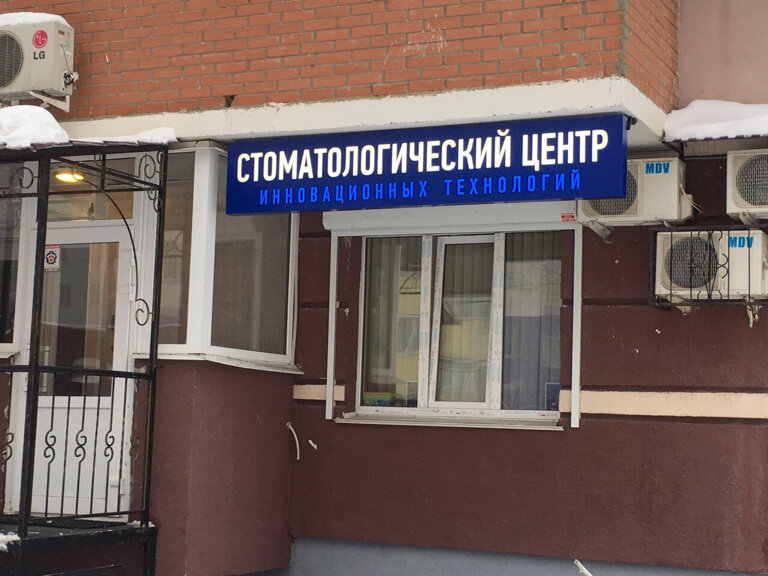 LG
СТОМАТОЛОГИЧЕСКИЙ ЦЕНТР
ИННОВАЦИОННЫХ ТЕХНОЛОГИЙ
MDV
MDV